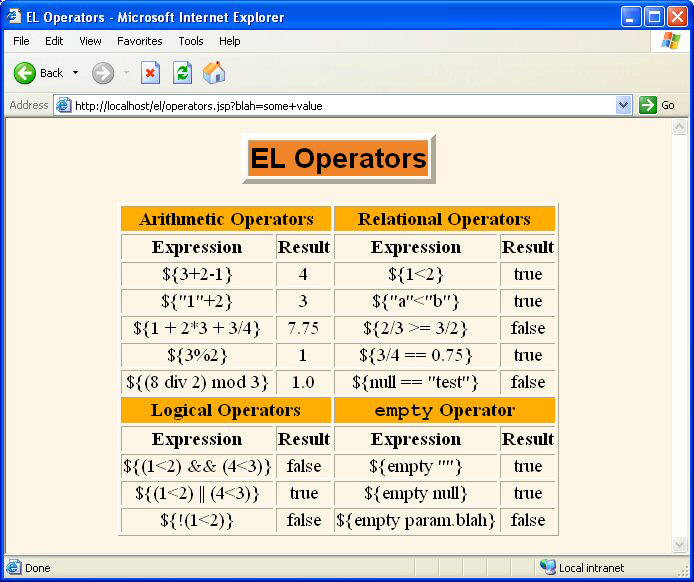 EL Operators - Microsoft Internet Explorer
File Edit View Favorites Tools Help
Back
Address http://localhost/el/operators.jsp?blah=some+value Go
EL Operators
Arithmetic Operators Relational Operators
Expression Result Expression Result
${3+2-1} 4 ${1<2} true
${"1"+2} 3 ${"a"<"b"} true
${1 + 2*3 + 3/4} 7.75 ${2/3 >= 3/2} false
${3%2} 1 ${3/4 == 0.75} true
${(8 div 2) mod 3} 1.0 ${null == "test"} false
Logical Operators empty Operator
Expression Result Expression Result
${(1<2) && (4<3)} false ${empty ""} true
${(1<2) || (4<3)} true ${empty null} true
${!(1<2)} false ${empty param.blah} false
Done Local intranet